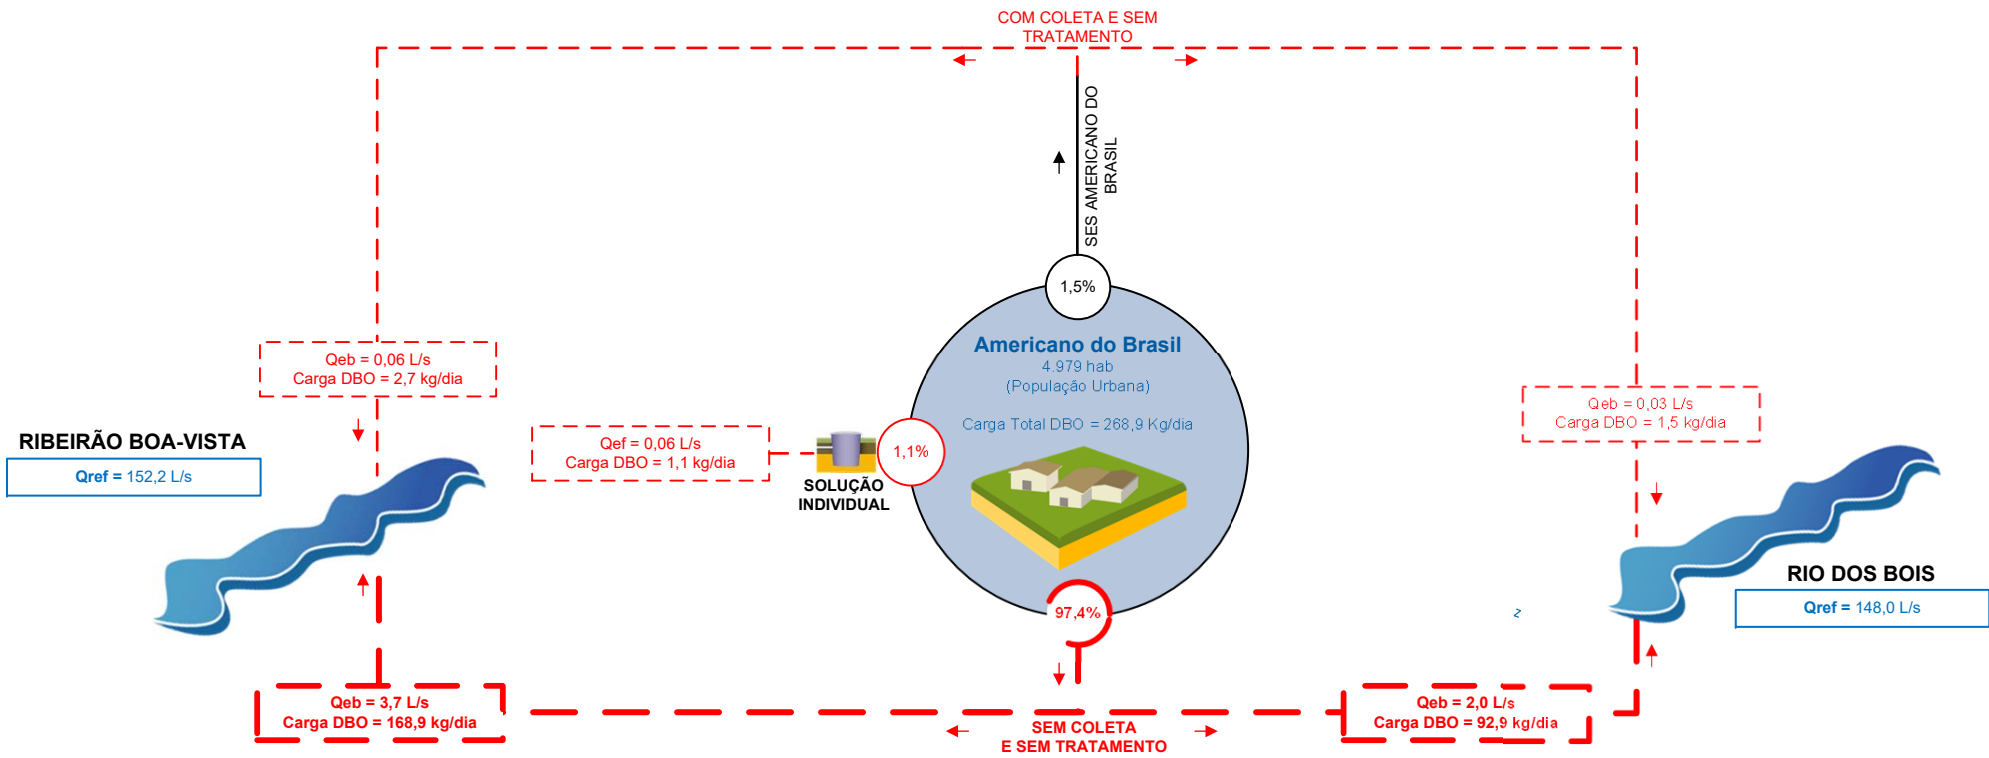 COM COLETA E SEM
TRATAMENTO
SES AMERICANO DO
BRASIL
1,5%
Americano do Brasil
4.979 hab
(População Urbana)
Carga Total DBO = 268,9 Kg/dia
Qeb = 0,06 L/s
Carga DBO = 2,7 kg/dia
Qeb = 0,03 L/s
Carga DBO = 1,5 kg/dia
RIBEIRÃO BOA-VISTA
Qref = 152,2 L/s
Qef = 0,06 L/s
Carga DBO = 1,1 kg/dia
1,1%
SOLUÇÃO
INDIVIDUAL
RIO DOS BOIS
Qref = 148,0 L/s
z
97,4%
Qeb = 3,7 L/s
Carga DBO = 168,9 kg/dia
Qeb = 2,0 L/s
Carga DBO = 92,9 kg/dia
SEM COLETA
E SEM TRATAMENTO